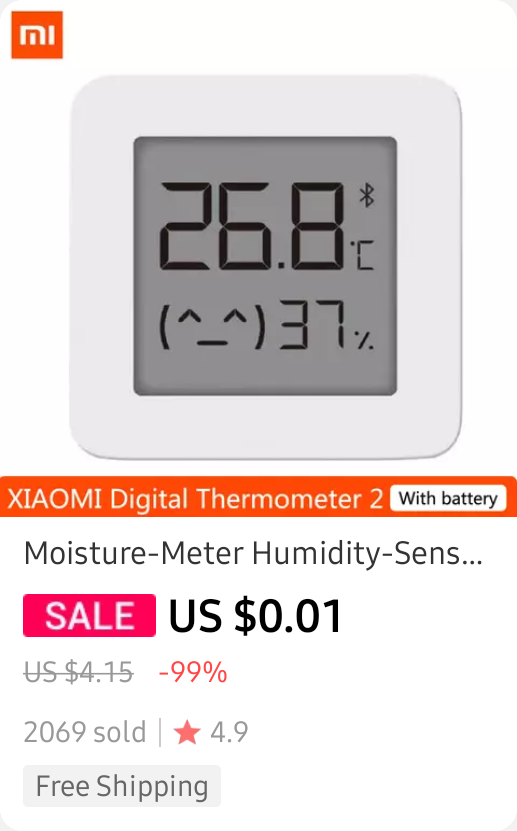 mi
26.8 °C
(^_^) 37 %
XIAOMI Digital Thermometer 2 With battery
Moisture-Meter Humidity-Sens...
SALE US $0.01
US $4.15 -99%
2069 sold | ★ 4.9
Free Shipping